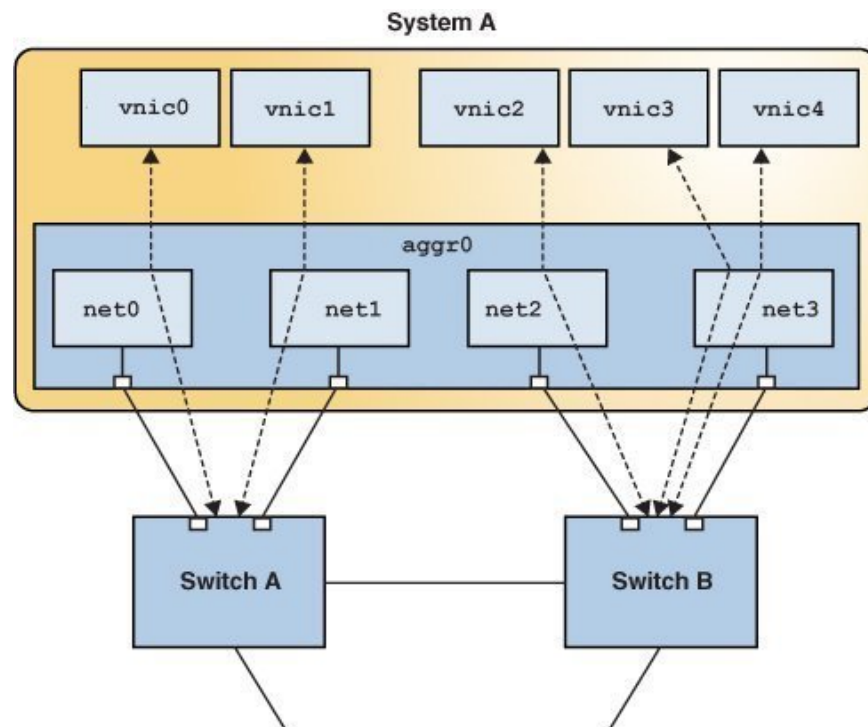 System A
vnic0 vnic1 vnic2 vnic3 vnic4
aggr0
net0 net1 net2 net3
Switch A Switch B